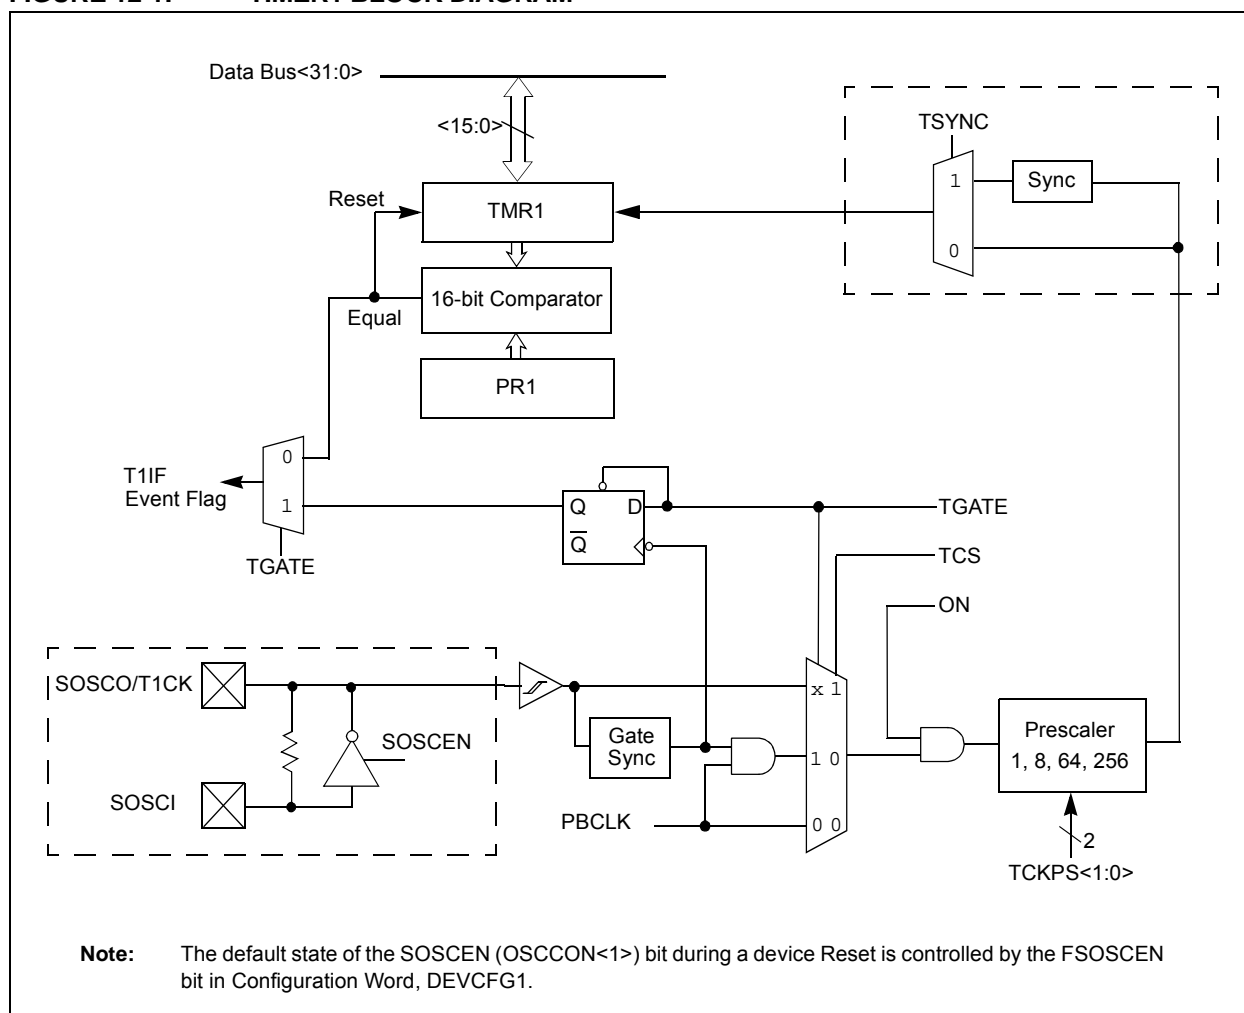 Data Bus<31:0>
<15:0>
TSYNC
1
Sync
Reset
TMR1
0
16-bit Comparator
Equal
PR1
0
T1IF
Event Flag
1
Q
D
TGATE
Q
TGATE
TCS
ON
SOSCO/T1CK
x 1
SOSCEN
Gate
Sync
Prescaler
1, 8, 64, 256
1 0
SOSCI
PBCLK
0 0
2
TCKPS<1:0>
Note: The default state of the SOSCEN (OSCCON<1>) bit during a device Reset is controlled by the FSOSCEN
bit in Configuration Word, DEVCFG1.